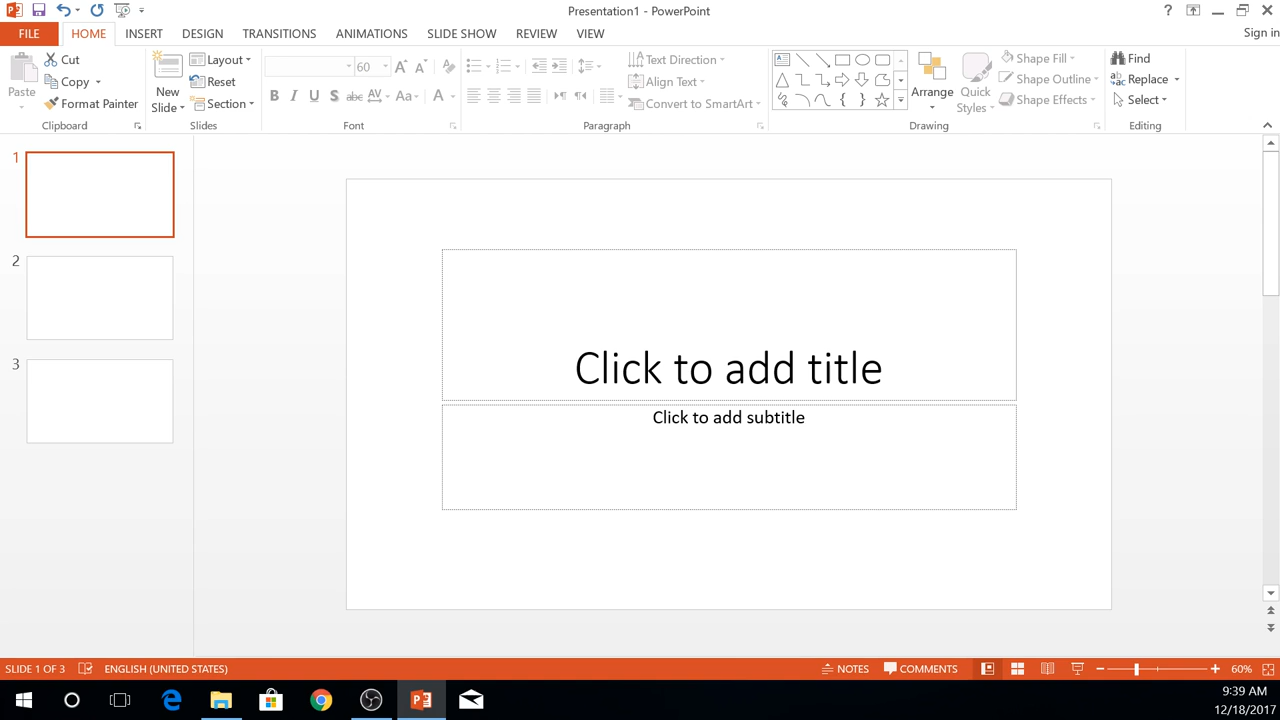 Presentation1 - PowerPoint
Sign in
FILE HOME INSERT DESIGN TRANSITIONS ANIMATIONS SLIDE SHOW REVIEW VIEW
Paste
Cut
Copy
Format Painter
Clipboard
New Slide
Layout
Reset
Section
Slides
60
B I U S abc AV Aa A
Font
Text Direction
Align Text
Convert to SmartArt
Paragraph
Arrange
Quick Styles
Shape Fill
Shape Outline
Shape Effects
Drawing
Find
Replace
Select
Editing
1
2
3
Click to add title
Click to add subtitle
SLIDE 1 OF 3 ENGLISH (UNITED STATES) NOTES COMMENTS 60%
9:39 AM
12/18/2017